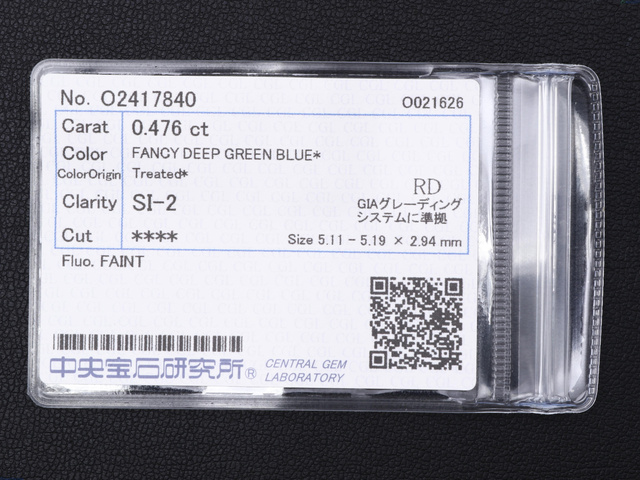 No. O2417840
O021626
Carat 0.476 ct
Color FANCY DEEP GREEN BLUE*
ColorOrigin Treated*
Clarity SI-2
RD
GIAグレーディング
システムに準拠
Cut ****
Size 5.11 - 5.19 × 2.94 mm
Fluo. FAINT
中央宝石研究所®
CENTRAL GEM
LABORATORY